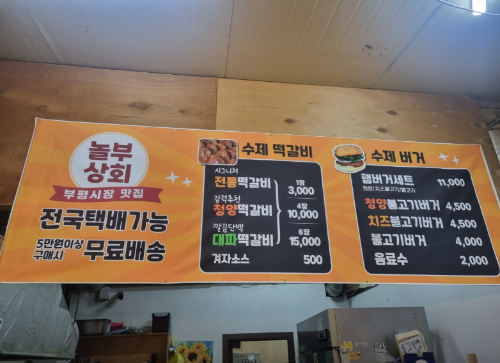 놀부
상회
부평시장 맛집
전국택배가능
5만원이상
구매시 무료배송
수제 떡갈비
시그니처
전통떡갈비 1장 3,000
강력추천
청양떡갈비 4장 10,000
깔끔단백
대파떡갈비 6장 15,000
겨자소스 500
수제 버거
햄버거세트 11,000
청양불고기버거 4,500
치즈불고기버거 4,500
불고기버거 4,000
음료수 2,000